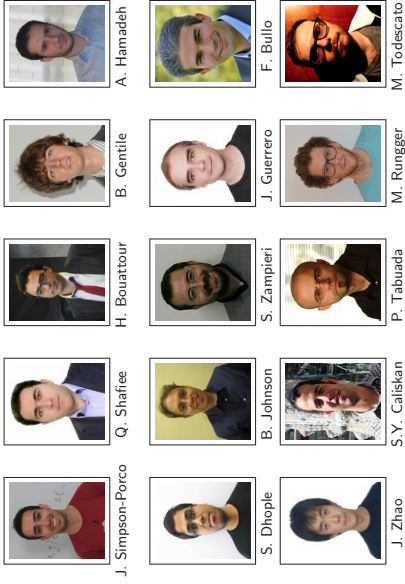 J. Simpson-Porco
Q. Shafiee
H. Bouattour
B. Gentile
A. Hamadeh
S. Dhople
B. Johnson
S. Zampieri
J. Guerrero
F. Bullo
J. Zhao
S.Y. Caliskan
P. Tabuada
M. Rungger
M. Todescato